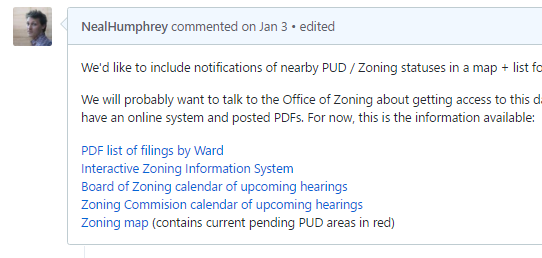 NealHumphrey commented on Jan 3 • edited
We'd like to include notifications of nearby PUD / Zoning statuses in a map + list
We will probably want to talk to the Office of Zoning about getting access to this
have an online system and posted PDFs. For now, this is the information available:
PDF list of filings by Ward
Interactive Zoning Information System
Board of Zoning calendar of upcoming hearings
Zoning Commision calendar of upcoming hearings
Zoning map (contains current pending PUD areas in red)